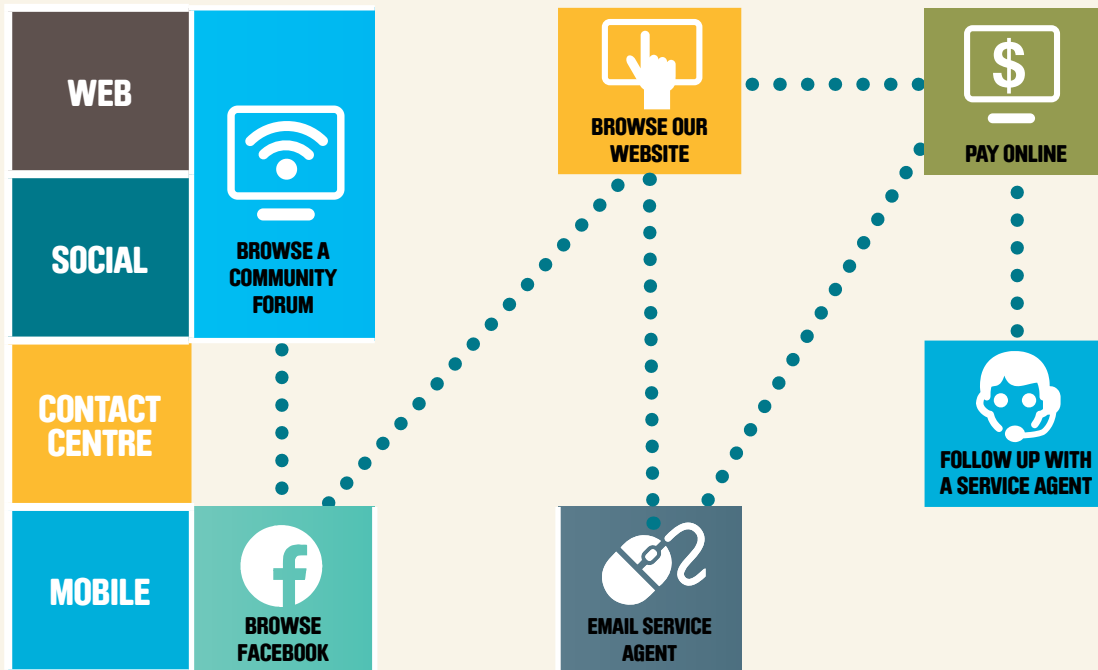 WEB
SOCIAL
CONTACT
CENTRE
MOBILE
BROWSE A
COMMUNITY
FORUM
BROWSE
FACEBOOK
BROWSE OUR
WEBSITE
EMAIL SERVICE
AGENT
$
PAY ONLINE
FOLLOW UP WITH
A SERVICE AGENT